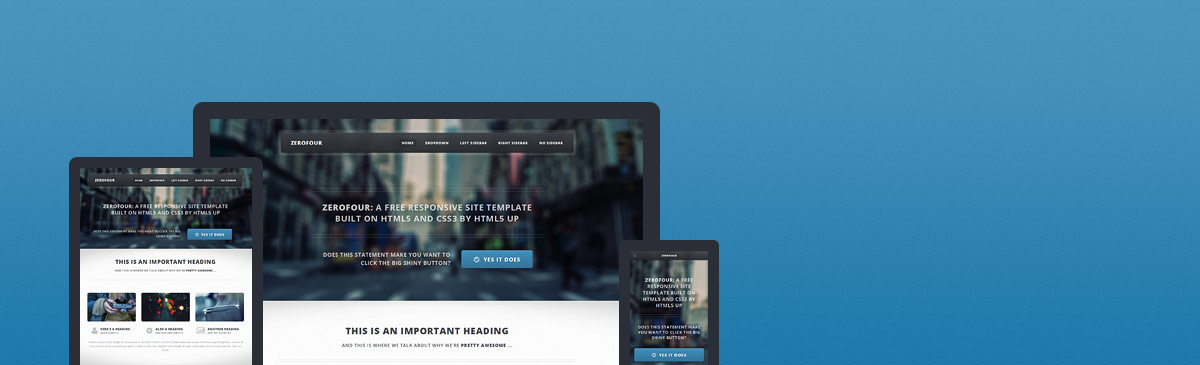 ZEROFOUR
HOME DROPDOWN LEFT SIDEBAR RIGHT SIDEBAR NO SIDEBAR
ZEROFOUR: A FREE RESPONSIVE SITE TEMPLATE
BUILT ON HTML5 AND CSS3 BY HTML5 UP
DOES THIS STATEMENT MAKE YOU WANT TO
CLICK THE BIG SHINY BUTTON?
YES IT DOES
THIS IS AN IMPORTANT HEADING
AND THIS IS WHERE WE TALK ABOUT WHY WE'RE PRETTY AWESOME ...
ZEROFOUR
HOME DROPDOWN LEFT SIDEBAR RIGHT SIDEBAR NO SIDEBAR
ZEROFOUR: A FREE RESPONSIVE SITE TEMPLATE
BUILT ON HTML5 AND CSS3 BY HTML5 UP
DOES THIS STATEMENT MAKE YOU WANT TO CLICK THE BIG
SHINY BUTTON?
YES IT DOES
THIS IS AN IMPORTANT HEADING
AND THIS IS WHERE WE TALK ABOUT WHY WE'RE PRETTY AWESOME ...
HERE'S A HEADING
ALSO A HEADING
ANOTHER HEADING
ZEROFOUR
ZEROFOUR: A FREE
RESPONSIVE SITE
TEMPLATE BUILT ON
HTML5 AND CSS3 BY
HTML5 UP
DOES THIS STATEMENT MAKE
YOU WANT TO CLICK THE BIG
SHINY BUTTON?
YES IT DOES